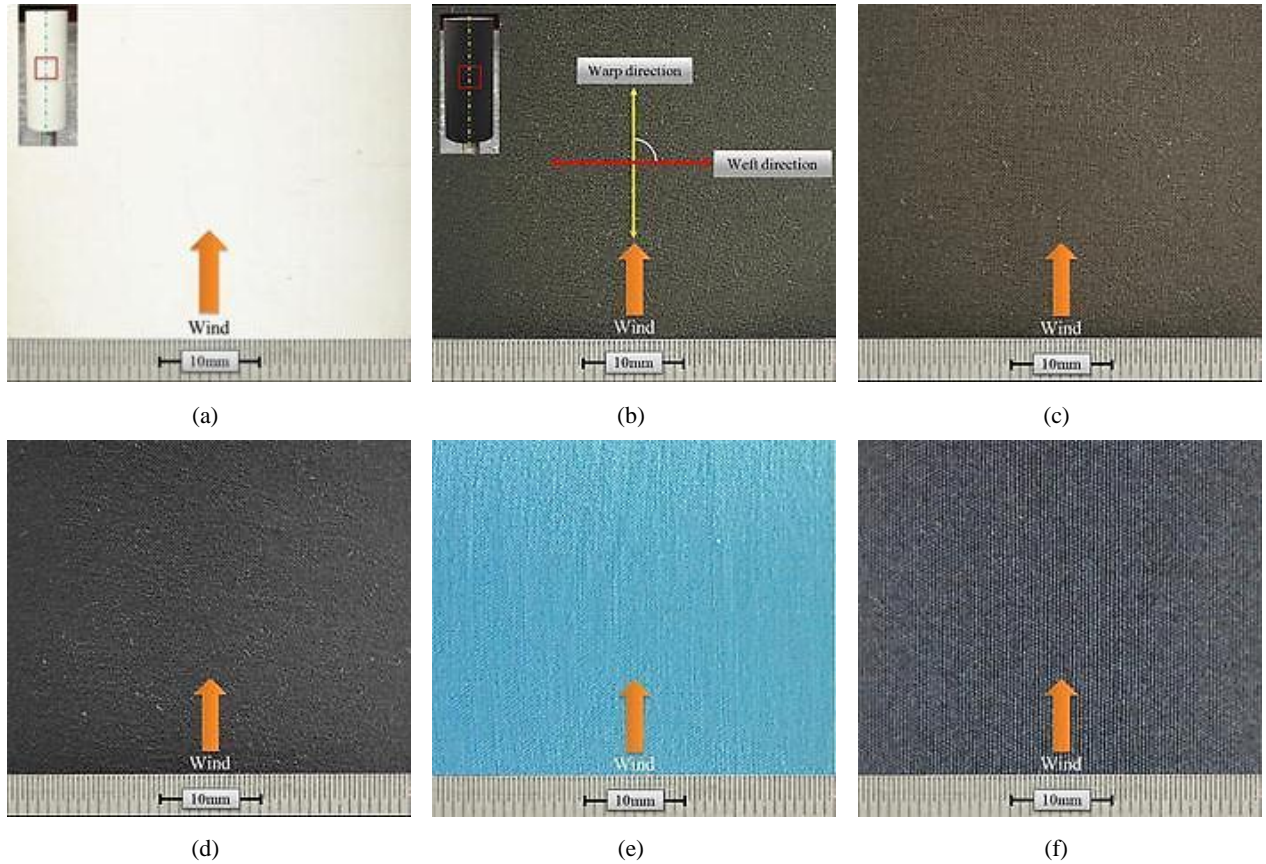 Wind
10mm
(a)
Warp direction
Weft direction
Wind
10mm
(b)
Wind
10mm
(c)
Wind
10mm
(d)
Wind
10mm
(e)
Wind
10mm
(f)